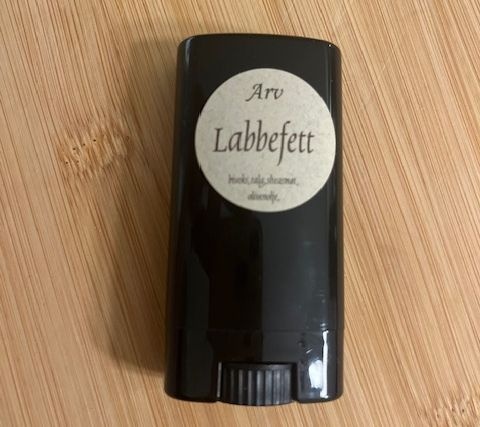 Arv
Labbefett
bivoks, talg, sheasmør,
olivenolje,